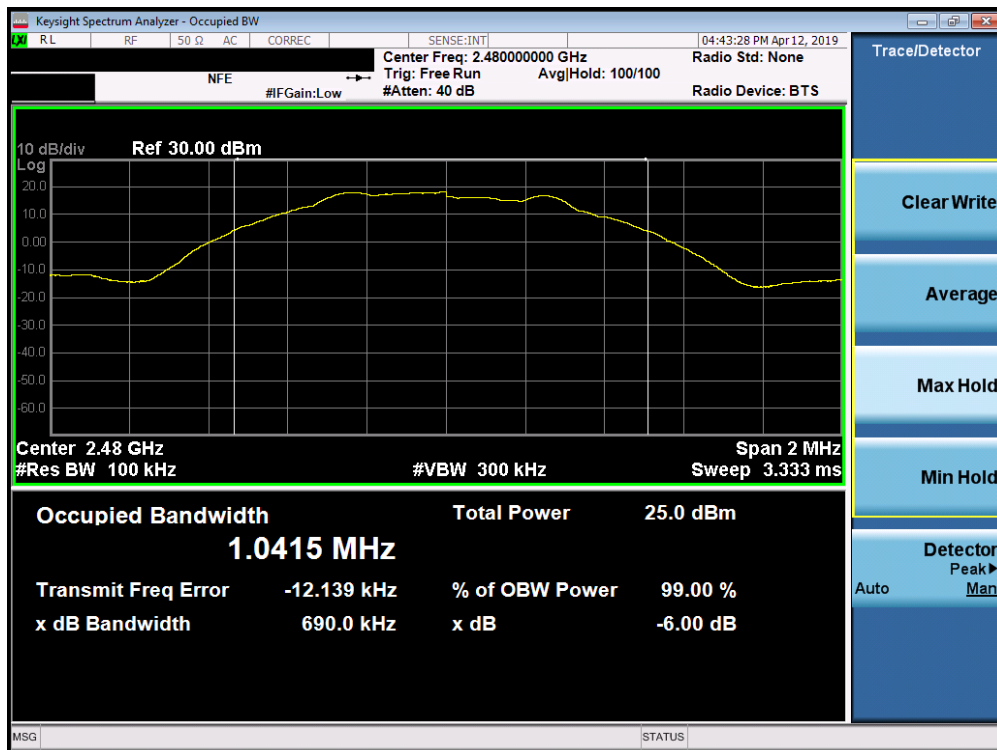 Keysight Spectrum Analyzer - Occupied BW
LXI RL RF 50 Ω AC CORREC SENSE:INT 04:43:28 PM Apr 12, 2019
NFE
#IFGain:Low
Center Freq: 2.480000000 GHz
Trig: Free Run Avg|Hold: 100/100
#Atten: 40 dB
Radio Std: None
Radio Device: BTS
Trace/Detector
10 dB/div Ref 30.00 dBm
Log
20.0
10.0
0.00
-10.0
-20.0
-30.0
-40.0
-50.0
-60.0
Center 2.48 GHz Span 2 MHz
#Res BW 100 kHz #VBW 300 kHz Sweep 3.333 ms
Occupied Bandwidth Total Power 25.0 dBm
1.0415 MHz
Transmit Freq Error -12.139 kHz % of OBW Power 99.00 %
x dB Bandwidth 690.0 kHz x dB -6.00 dB
Clear Write
Average
Max Hold
Min Hold
Detector
Peak▶
Auto Man
MSG STATUS